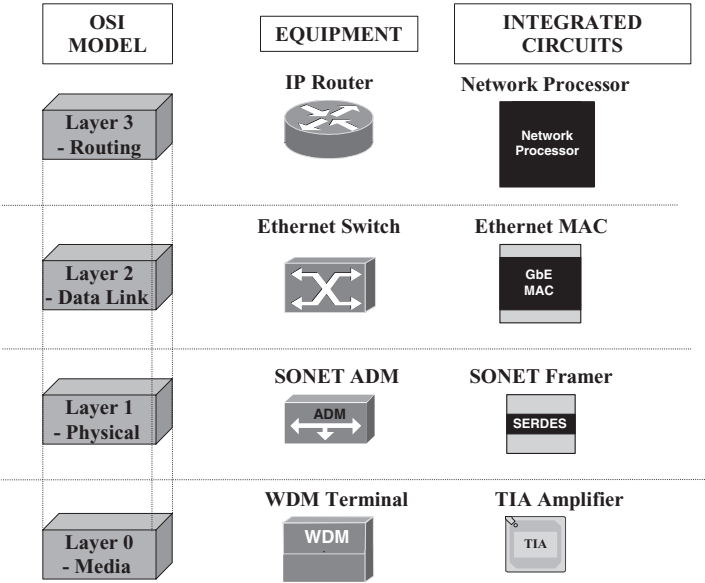 OSI
MODEL
EQUIPMENT
INTEGRATED
CIRCUITS
Layer 3
- Routing
IP Router
Network Processor
Network
Processor
Layer 2
- Data Link
Ethernet Switch
Ethernet MAC
GbE
MAC
Layer 1
- Physical
SONET ADM
ADM
SONET Framer
SERDES
Layer 0
- Media
WDM Terminal
WDM
TIA Amplifier
TIA